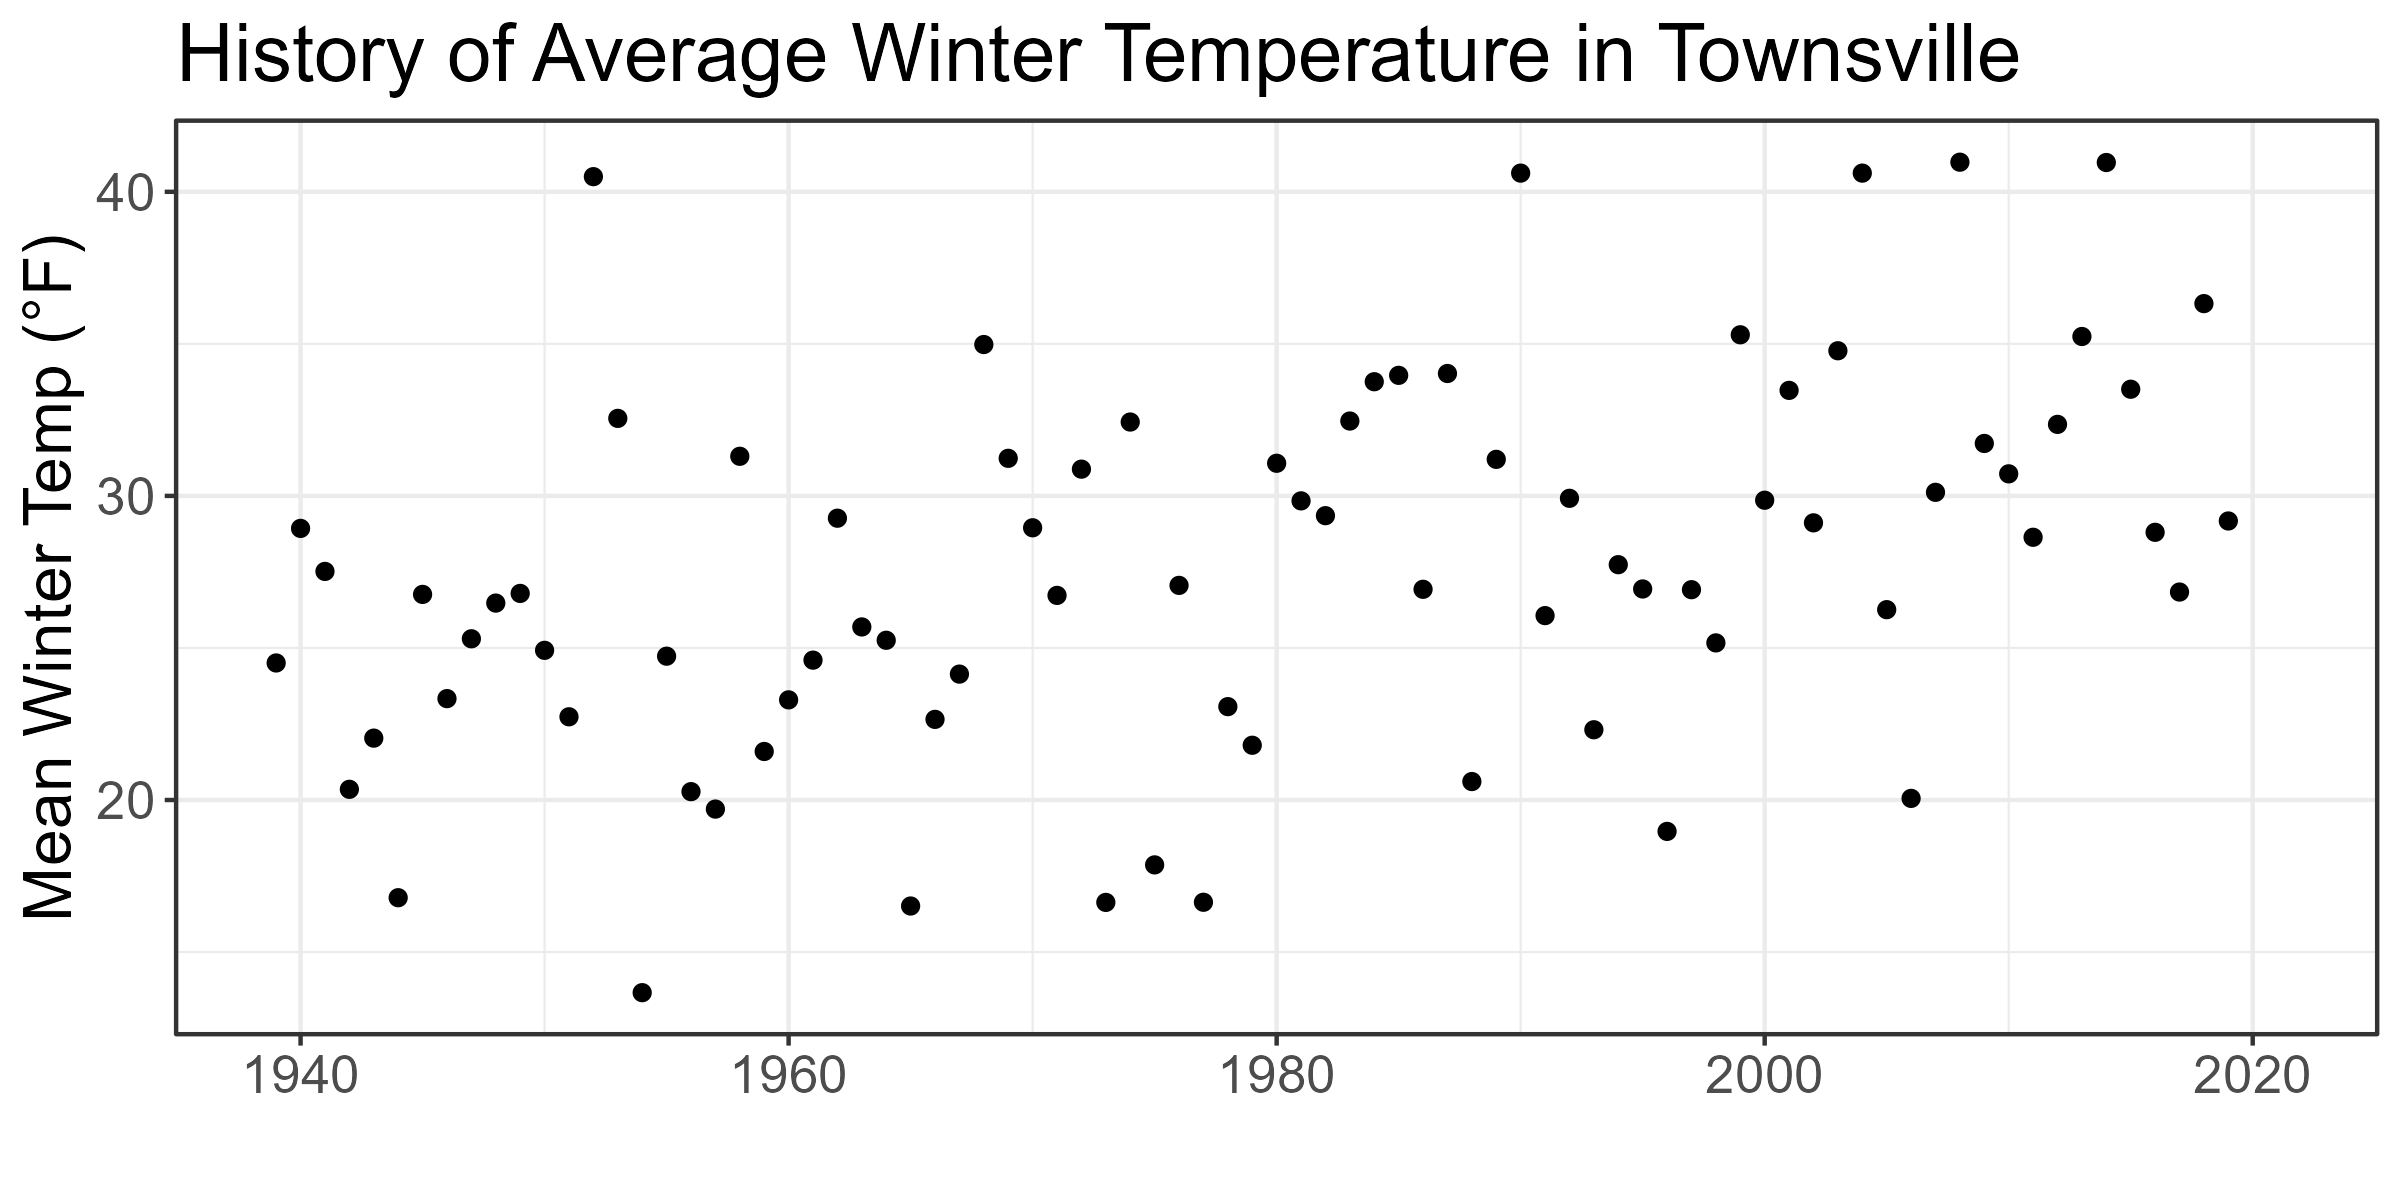 History of Average Winter Temperature in Townsville
Mean Winter Temp (°F)
40
30
20
1940 1960 1980 2000 2020